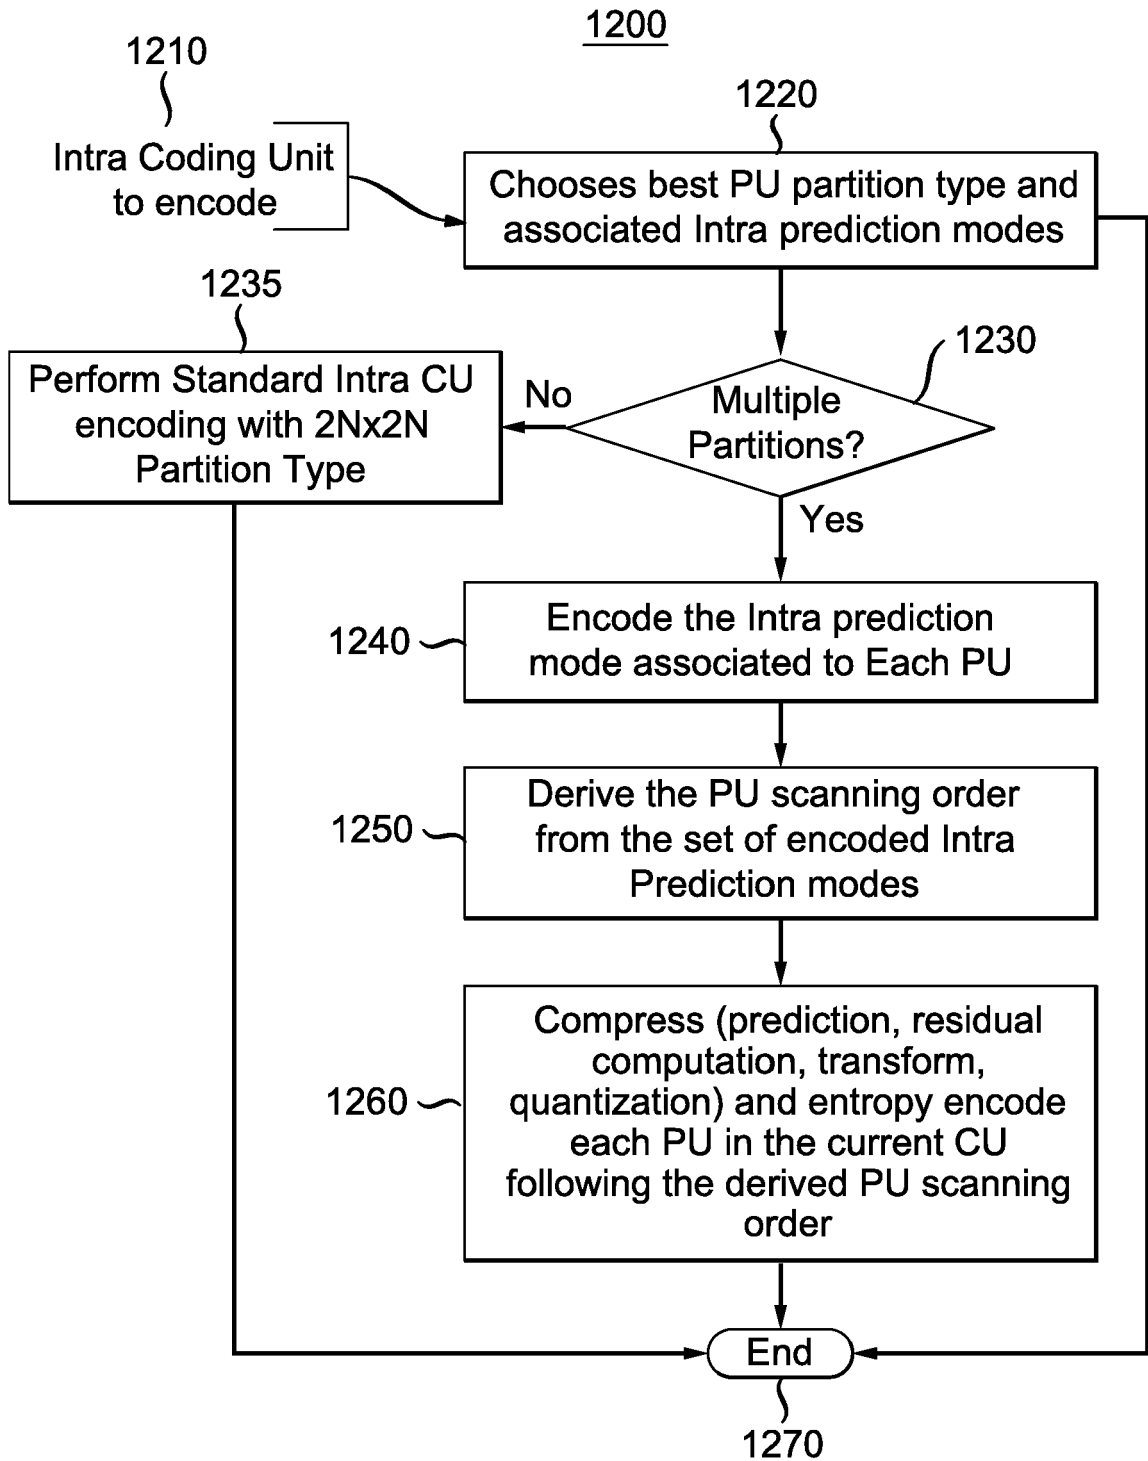 1200
1210
Intra Coding Unit
to encode
1220
Chooses best PU partition type and
associated Intra prediction modes
1235
Perform Standard Intra CU
encoding with 2Nx2N
Partition Type
1230
Multiple
Partitions?
No
Yes
1240
Encode the Intra prediction
mode associated to Each PU
1250
Derive the PU scanning order
from the set of encoded Intra
Prediction modes
1260
Compress (prediction, residual
computation, transform,
quantization) and entropy encode
each PU in the current CU
following the derived PU scanning
order
End
1270